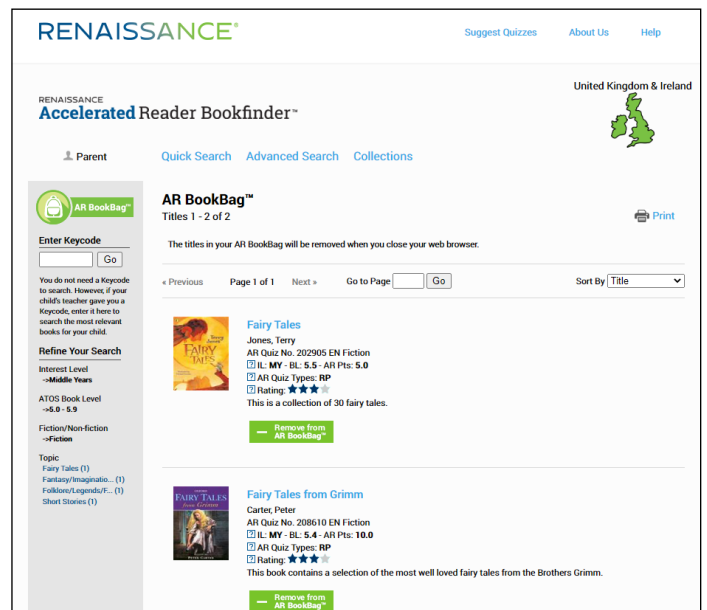 RENAISSANCE®
Suggest Quizzes
About Us
Help
United Kingdom & Ireland
RENAISSANCE
Accelerated Reader Bookfinder™
Parent
Quick Search
Advanced Search
Collections
AR BookBag™
Enter Keycode
Go
You do not need a Keycode
to search. However, if your
child's teacher gave you a
Keycode, enter it here to
search the most relevant
books for your child.
Refine Your Search
Interest Level
->Middle Years
ATOS Book Level
->5.0 - 5.9
Fiction/Non-fiction
->Fiction
Topic
Fairy Tales (1)
Fantasy/Imaginatio... (1)
Folklore/Legends/F... (1)
Short Stories (1)
AR BookBag™
Titles 1 - 2 of 2
Print
The titles in your AR BookBag will be removed when you close your web browser.
« Previous
Page 1 of 1
Next »
Go to Page
Go
Sort By
Title
Terry
Jones
FAIRY
TALES
Fairy Tales
Jones, Terry
AR Quiz No. 202905 EN Fiction
? IL: MY - BL: 5.5 - AR Pts: 5.0
? AR Quiz Types: RP
? Rating: ★★★★
This is a collection of 30 fairy tales.
Remove from
AR BookBag™
FAIRY TALES
from Grimm
PETER CARTER
Fairy Tales from Grimm
Carter, Peter
AR Quiz No. 208610 EN Fiction
? IL: MY - BL: 5.4 - AR Pts: 10.0
? AR Quiz Types: RP
? Rating: ★★★★
This book contains a selection of the most well loved fairy tales from the Brothers Grimm.
Remove from
AR BookBag™